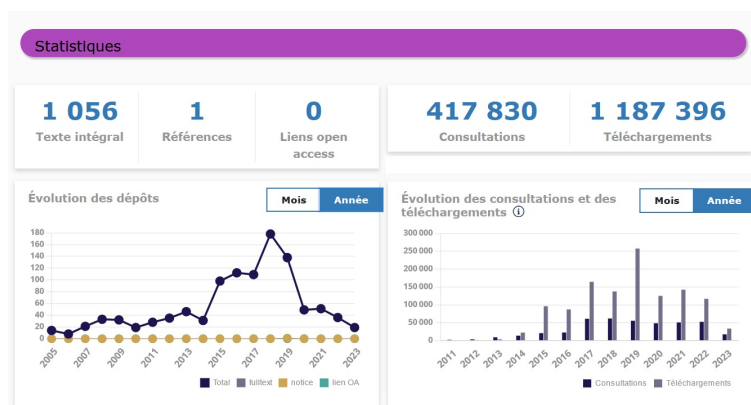 Statistiques
1 056
Texte intégral
1
Références
0
Liens open
access
417 830
Consultations
1 187 396
Téléchargements
Évolution des dépôts
Mois
Année
180
160
140
120
100
80
60
40
20
0
2005
2007
2009
2011
2013
2015
2017
2019
2021
2023
Total
fulltext
notice
lien OA
Évolution des consultations et des
téléchargements
Mois
Année
300 000
250 000
200 000
150 000
100 000
50 000
0
2011
2012
2013
2014
2015
2016
2017
2018
2019
2020
2021
2022
2023
Consultations
Téléchargements